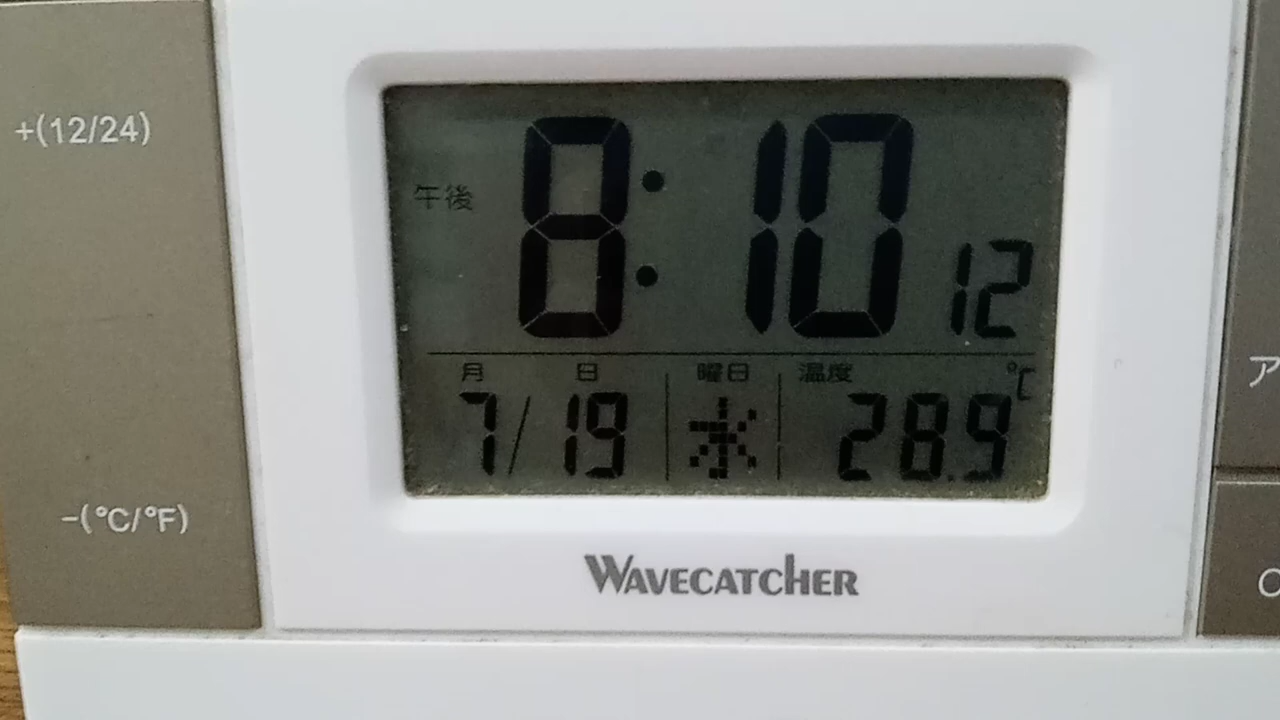 +(12/24)
午後 8:10 12
月 日 曜日 温度 ℃
7/19 水 28.9
-(℃/°F)
WAVECATCHER
ア